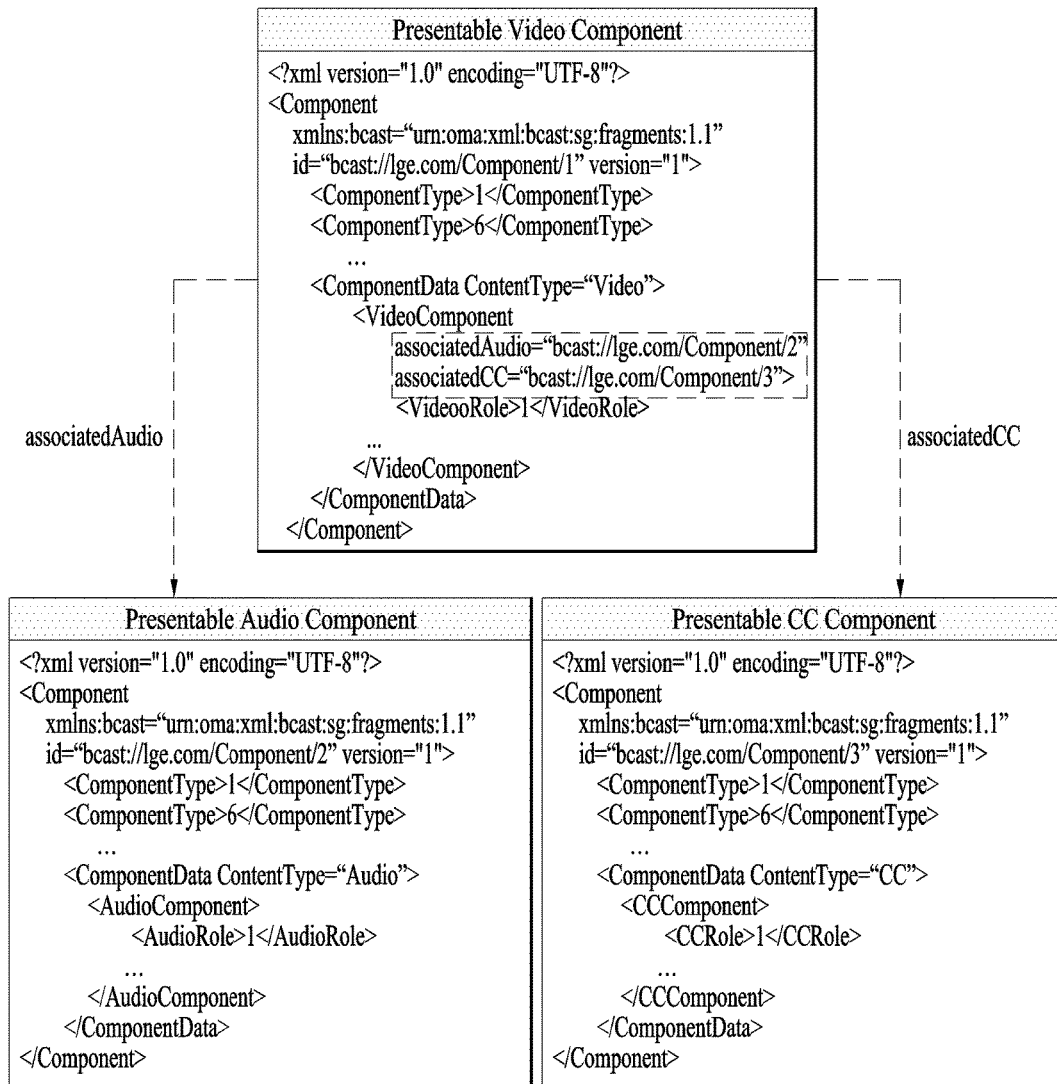 Presentable Video Component
<?xml version="1.0" encoding="UTF-8"?>
<Component
xmlns:bcast=“urn:oma:xml:bcast:sg:fragments:1.1”
id=“bcast://lge.com/Component/1” version="1">
<ComponentType>1</ComponentType>
<ComponentType>6</ComponentType>
...
<ComponentData ContentType=“Video”>
<VideoComponent
associatedAudio=“bcast://lge.com/Component/2”
associatedCC=“bcast://lge.com/Component/3”>
<VideooRole>1</VideoRole>
...
</VideoComponent>
</ComponentData>
</Component>
associatedAudio
associatedCC
Presentable Audio Component
<?xml version="1.0" encoding="UTF-8"?>
<Component
xmlns:bcast=“urn:oma:xml:bcast:sg:fragments:1.1”
id=“bcast://lge.com/Component/2” version="1">
<ComponentType>1</ComponentType>
<ComponentType>6</ComponentType>
...
<ComponentData ContentType=“Audio”>
<AudioComponent>
<AudioRole>1</AudioRole>
...
</AudioComponent>
</ComponentData>
</Component>
Presentable CC Component
<?xml version="1.0" encoding="UTF-8"?>
<Component
xmlns:bcast=“urn:oma:xml:bcast:sg:fragments:1.1”
id=“bcast://lge.com/Component/3” version="1">
<ComponentType>1</ComponentType>
<ComponentType>6</ComponentType>
...
<ComponentData ContentType=“CC”>
<CCComponent>
<CCRole>1</CCRole>
...
</CCComponent>
</ComponentData>
</Component>